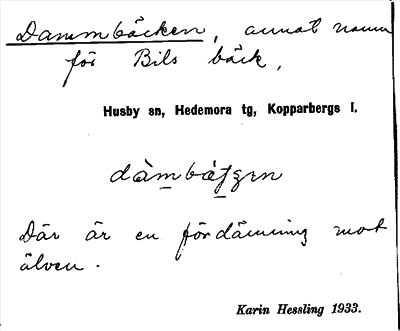 Dammbäcken, annat namn
för Bils bäck,
Husby sn, Hedemora tg, Kopparbergs l.
Där är en fördämning mot
älven.
Karin Hessling 1933.